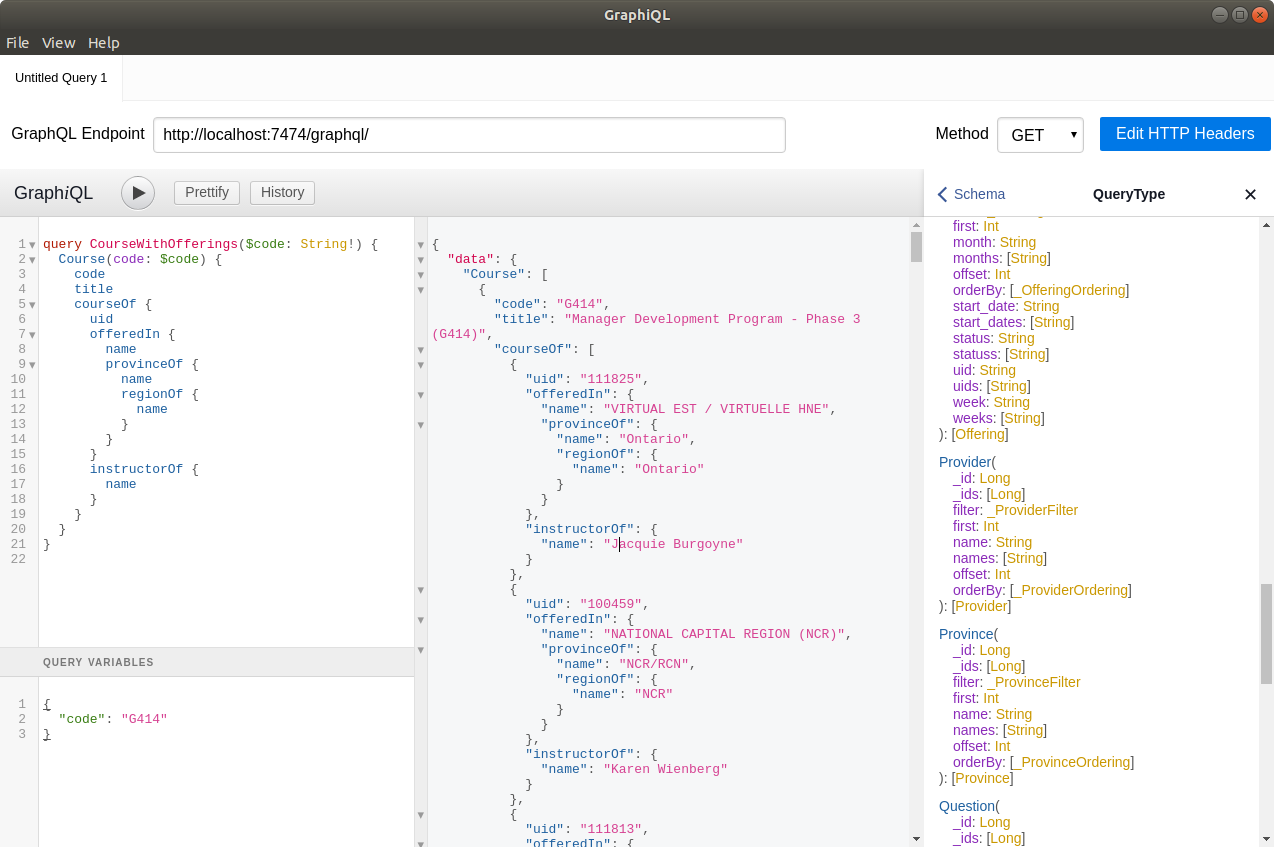 GraphiQL
File View Help
Untitled Query 1
GraphQL Endpoint http://localhost:7474/graphql/ Method GET Edit HTTP Headers
GraphiQL Prettify History
1 query CourseWithOfferings($code: String!) {
2 Course(code: $code) {
3 code
4 title
5 courseOf {
6 uid
7 offeredIn {
8 name
9 provinceOf {
10 name
11 regionOf {
12 name
13 }
14 }
15 }
16 instructorOf {
17 name
18 }
19 }
20 }
21 }
22
QUERY VARIABLES
1 {
2 "code": "G414"
3 }
{
"data": {
"Course": [
{
"code": "G414",
"title": "Manager Development Program - Phase 3
(G414)",
"courseOf": [
{
"uid": "111825",
"offeredIn": {
"name": "VIRTUAL EST / VIRTUELLE HNE",
"provinceOf": {
"name": "Ontario",
"regionOf": {
"name": "Ontario"
}
}
},
"instructorOf": {
"name": "Jacquie Burgoyne"
}
},
{
"uid": "100459",
"offeredIn": {
"name": "NATIONAL CAPITAL REGION (NCR)",
"provinceOf": {
"name": "NCR/RCN",
"regionOf": {
"name": "NCR"
}
}
},
"instructorOf": {
"name": "Karen Wienberg"
}
},
{
"uid": "111813",
"offeredIn": {
Schema QueryType
first: Int
month: String
months: [String]
offset: Int
orderBy: [_OfferingOrdering]
start_date: String
start_dates: [String]
status: String
statuss: [String]
uid: String
uids: [String]
week: String
weeks: [String]
): [Offering]
Provider(
_id: Long
_ids: [Long]
filter: _ProviderFilter
first: Int
name: String
names: [String]
offset: Int
orderBy: [_ProviderOrdering]
): [Provider]
Province(
_id: Long
_ids: [Long]
filter: _ProvinceFilter
first: Int
name: String
names: [String]
offset: Int
orderBy: [_ProvinceOrdering]
): [Province]
Question(
_id: Long
_ids: [Long]